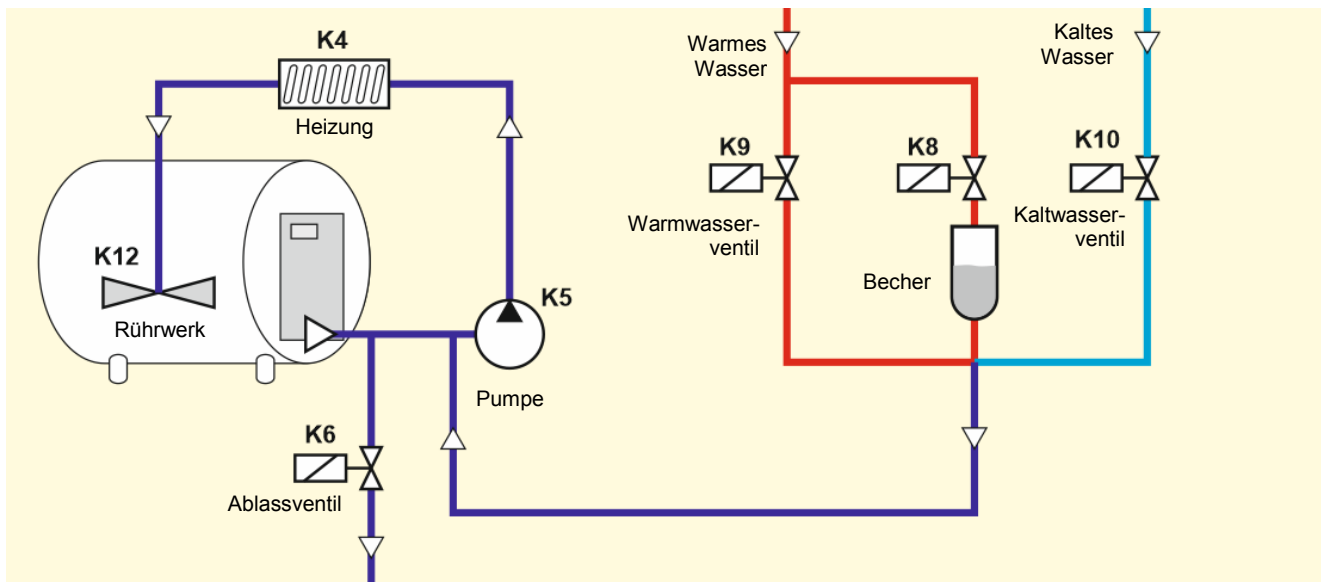 K4
Heizung
Warmes
Wasser
Kaltes
Wasser
K9
K8
K10
Warmwasser-
ventil
Kaltwasser-
ventil
Becher
K12
Rührwerk
K5
Pumpe
K6
Ablassventil